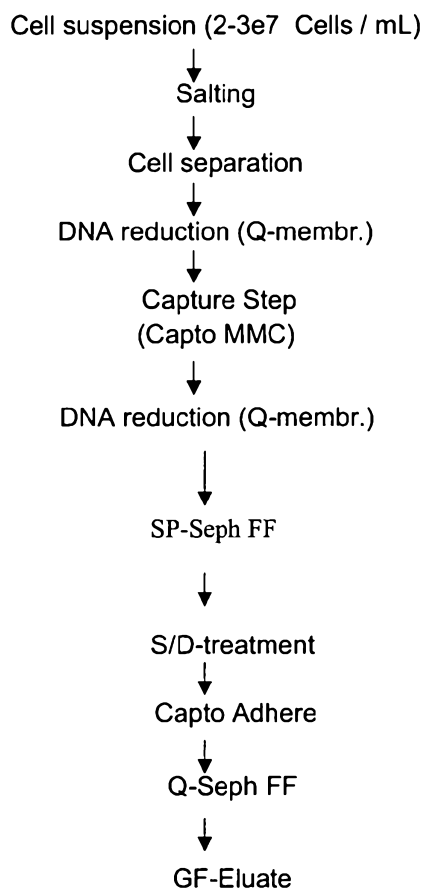 Cell suspension (2-3e7 Cells / mL)
Salting
Cell separation
DNA reduction (Q-membr.)
Capture Step
(Capto MMC)
DNA reduction (Q-membr.)
SP-Seph FF
S/D-treatment
Capto Adhere
Q-Seph FF
GF-Eluate